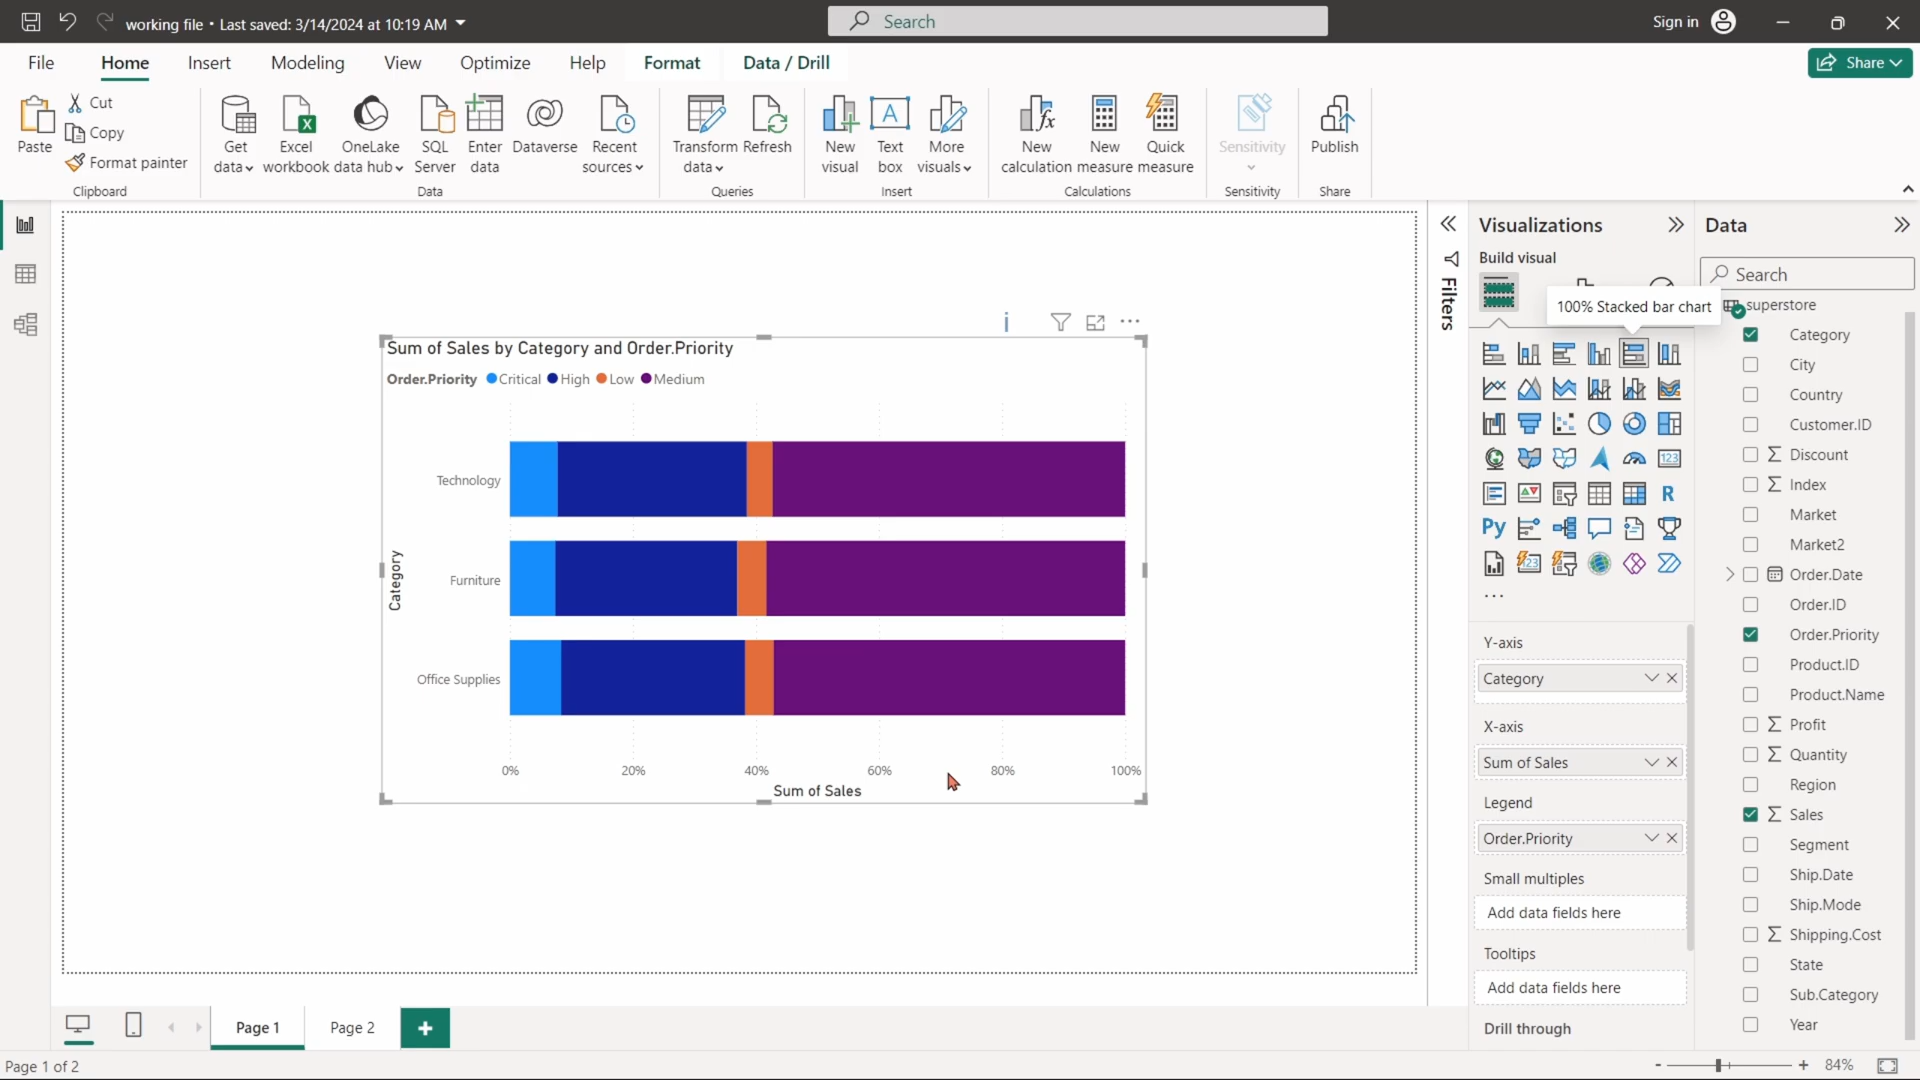 working file • Last saved: 3/14/2024 at 10:19 AM
Search
Sign in
File
Home
Insert
Modeling
View
Optimize
Help
Format
Data / Drill
Share
Paste
Cut
Copy
Format painter
Clipboard
Get data
Excel workbook
OneLake data hub
SQL Server
Enter data
Dataverse
Recent sources
Data
Transform data
Refresh
Queries
New visual
Text box
More visuals
Insert
New calculation
New measure
Quick measure
Calculations
Sensitivity
Sensitivity
Publish
Share
Sum of Sales by Category and Order.Priority
Order.Priority Critical High Low Medium
Category
Technology
Furniture
Office Supplies
0% 20% 40% 60% 80% 100%
Sum of Sales
Filters
Visualizations
Build visual
100% Stacked bar chart
123
R
Py
123
Y-axis
Category
X-axis
Sum of Sales
Legend
Order.Priority
Small multiples
Add data fields here
Tooltips
Add data fields here
Drill through
Data
Search
superstore
Category
City
Country
Customer.ID
Σ Discount
Σ Index
Market
Market2
Order.Date
Order.ID
Order.Priority
Product.ID
Product.Name
Σ Profit
Σ Quantity
Region
Σ Sales
Segment
Ship.Date
Ship.Mode
Σ Shipping.Cost
State
Sub.Category
Year
Page 1
Page 2
+
Page 1 of 2
- + 84%